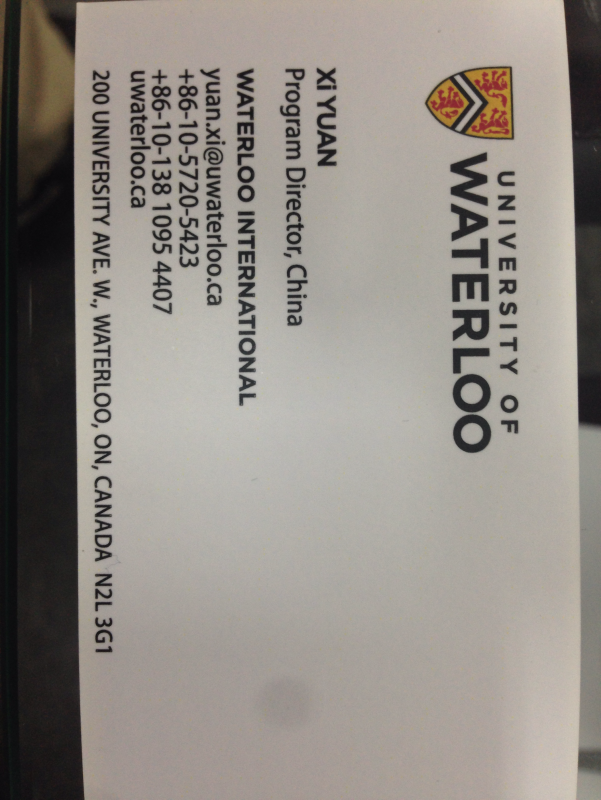 UNIVERSITY OF
WATERLOO
Xi YUAN
Program Director, China
WATERLOO INTERNATIONAL
yuan.xi@uwaterloo.ca
+86-10-5720-5423
+86-10-138 1095 4407
uwaterloo.ca
200 UNIVERSITY AVE. W., WATERLOO, ON, CANADA N2L 3G1